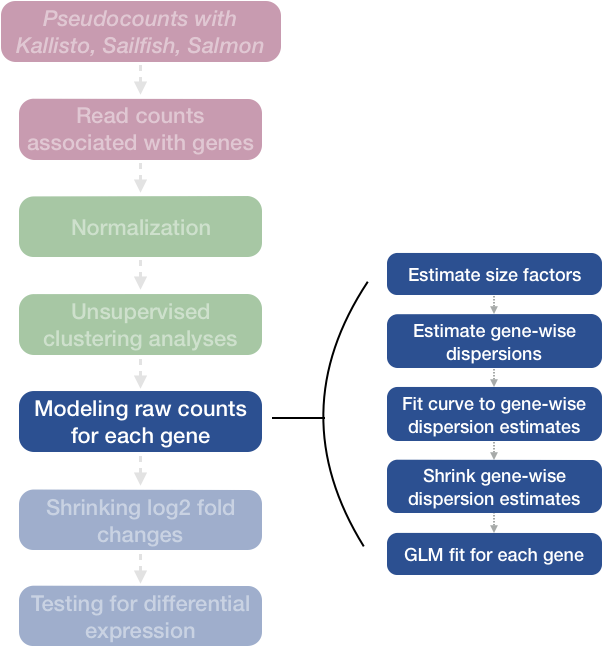 Pseudocounts with
Kallisto, Sailfish, Salmon
Read counts
associated with genes
Normalization
Unsupervised
clustering analyses
Modeling raw counts
for each gene
Shrinking log2 fold
changes
Testing for differential
expression
Estimate size factors
Estimate gene-wise
dispersions
Fit curve to gene-wise
dispersion estimates
Shrink gene-wise
dispersion estimates
GLM fit for each gene